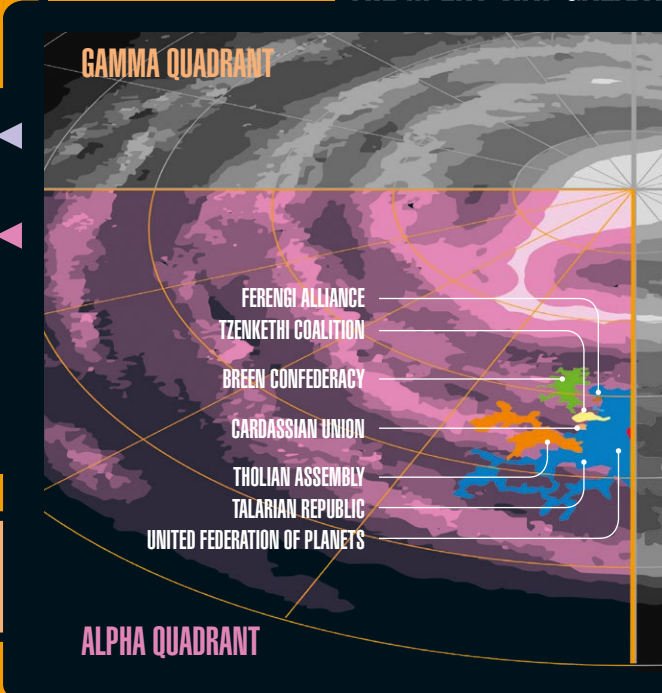 GAMMA QUADRANT
FERENGI ALLIANCE
TZENKETHI COALITION
BREEN CONFEDERACY
CARDASSIAN UNION
THOLIAN ASSEMBLY
TALARIAN REPUBLIC
UNITED FEDERATION OF PLANETS
ALPHA QUADRANT